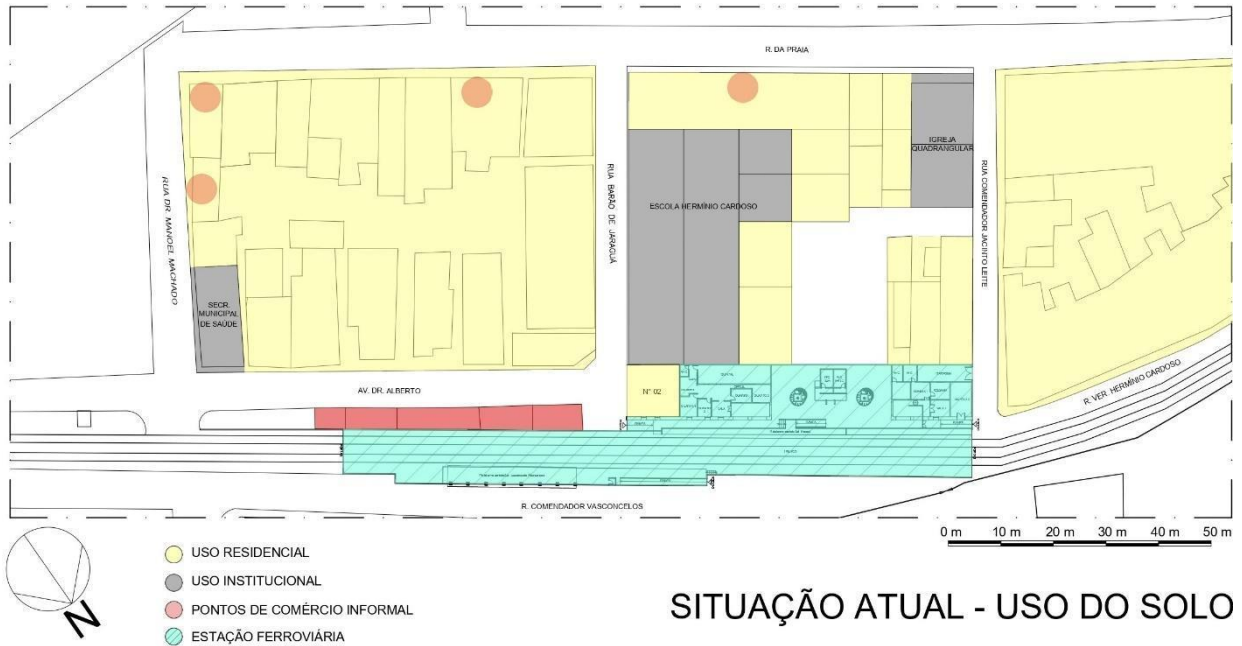 R. DA PRAIA
RUA DR. MANOEL MACHADO
RUA BARÃO DE JARAGUÁ
RUA COMENDADOR JACINTO LEITE
IGREJA
QUADRANGULAR
ESCOLA HERMÍNIO CARDOSO
SECR.
MUNICIPAL
DE SAÚDE
AV. DR. ALBERTO
N° 02
R. VER. HERMÍNIO CARDOSO
R. COMENDADOR VASCONCELOS
0 m 10 m 20 m 30 m 40 m 50 m
N
USO RESIDENCIAL
USO INSTITUCIONAL
PONTOS DE COMÉRCIO INFORMAL
ESTAÇÃO FERROVIÁRIA
SITUAÇÃO ATUAL - USO DO SOLO